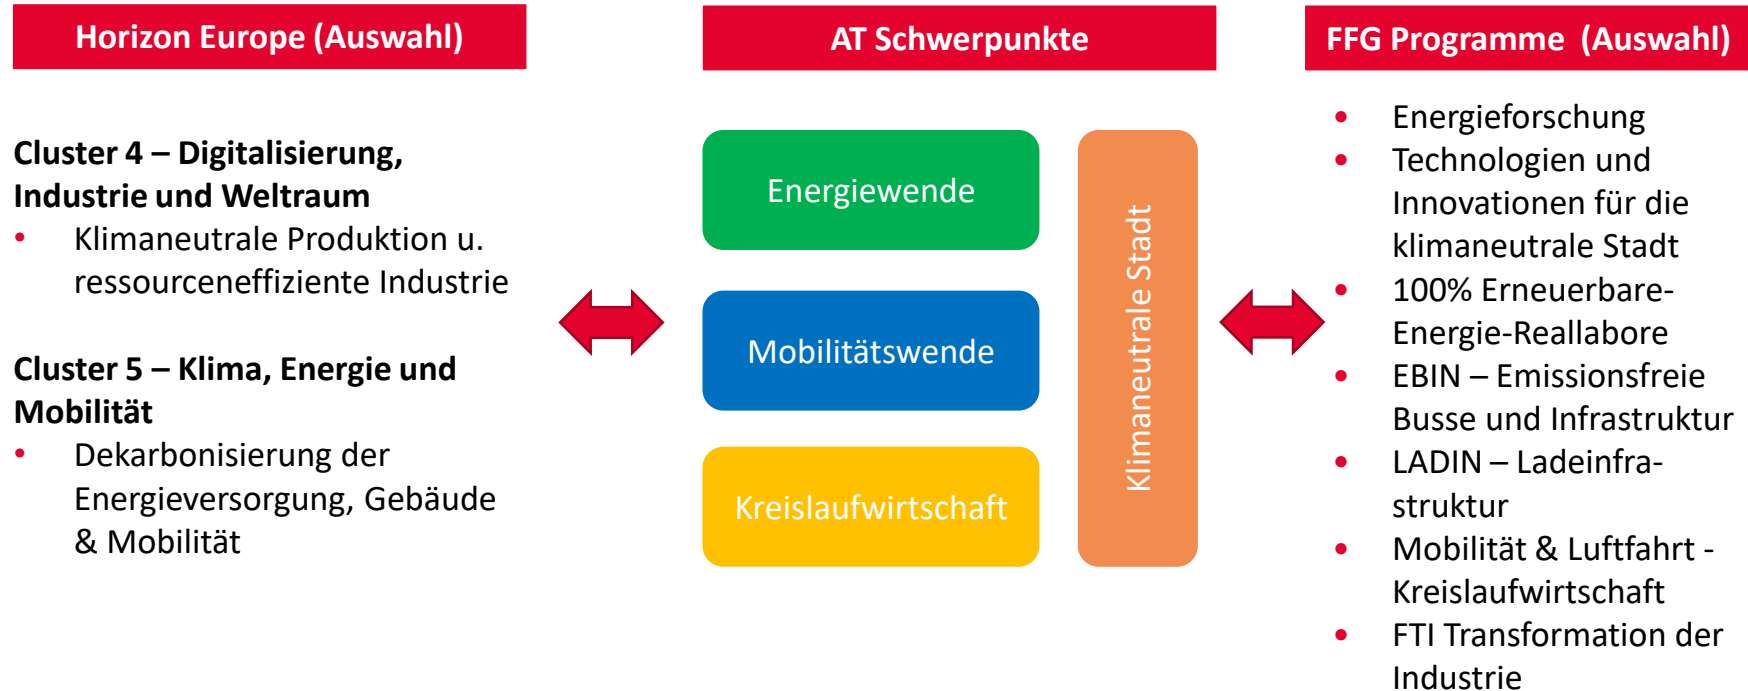 Horizon Europe (Auswahl)
Cluster 4 – Digitalisierung,
Industrie und Weltraum
• Klimaneutrale Produktion u.
ressourceneffiziente Industrie
Cluster 5 – Klima, Energie und
Mobilität
• Dekarbonisierung der
Energieversorgung, Gebäude
& Mobilität
AT Schwerpunkte
Energiewende
Mobilitätswende
Kreislaufwirtschaft
Klimaneutrale Stadt
FFG Programme (Auswahl)
• Energieforschung
• Technologien und
Innovationen für die
klimaneutrale Stadt
• 100% Erneuerbare-
Energie-Reallabore
• EBIN – Emissionsfreie
Busse und Infrastruktur
• LADIN – Ladeinfra-
struktur
• Mobilität & Luftfahrt -
Kreislaufwirtschaft
• FTI Transformation der
Industrie